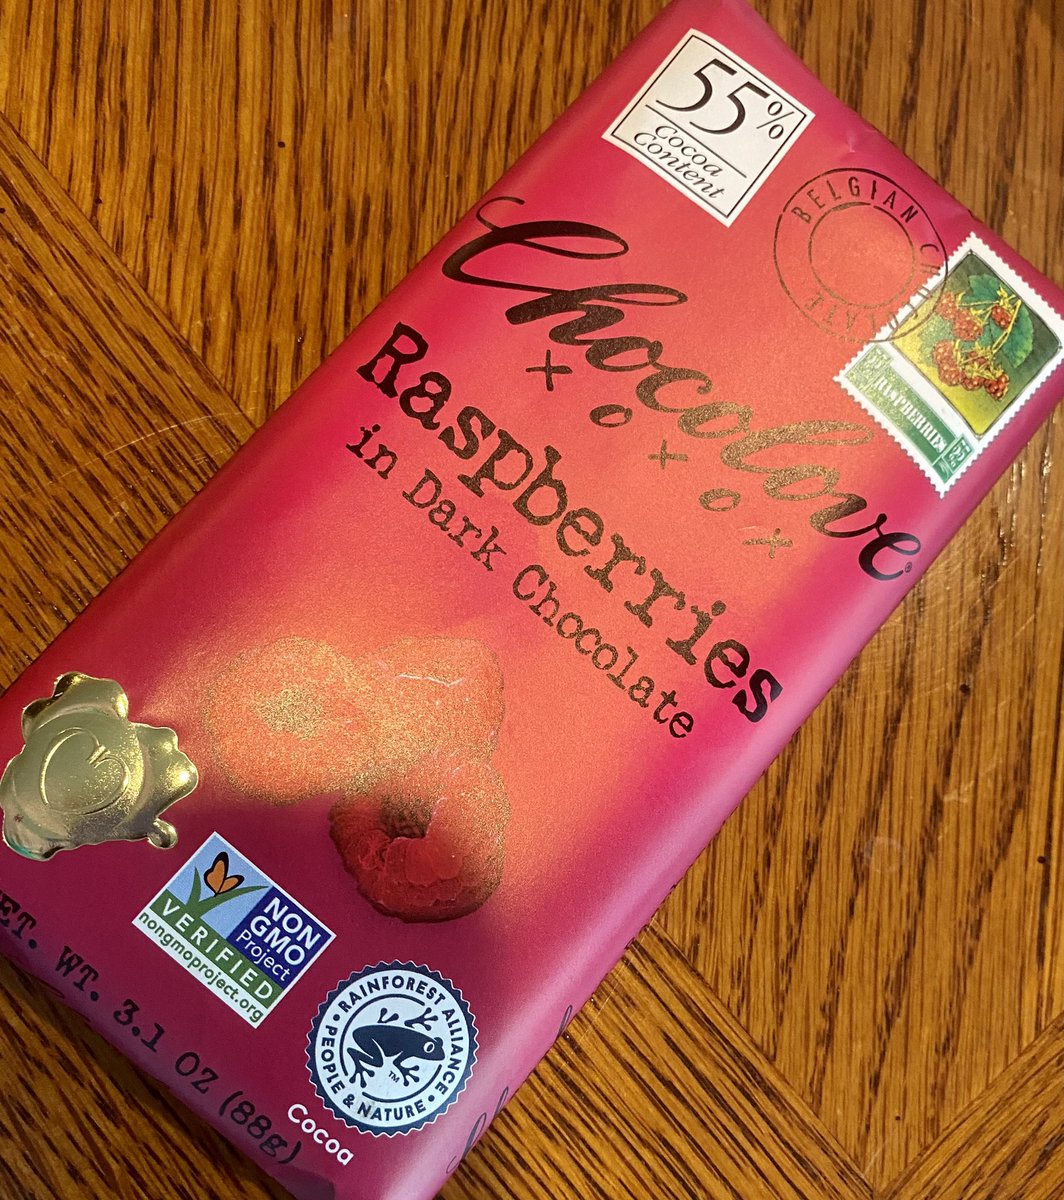 55%
Cocoa
Content
BELGIAN
Chocolove
x o x o x
Raspberries
in Dark Chocolate
RASPBERRIES
NON
GMO
Project
VERIFIED
nongmoproject.org
RAINFOREST ALLIANCE
PEOPLE & NATURE
TM
Cocoa
WT. 3.1 OZ (88g)